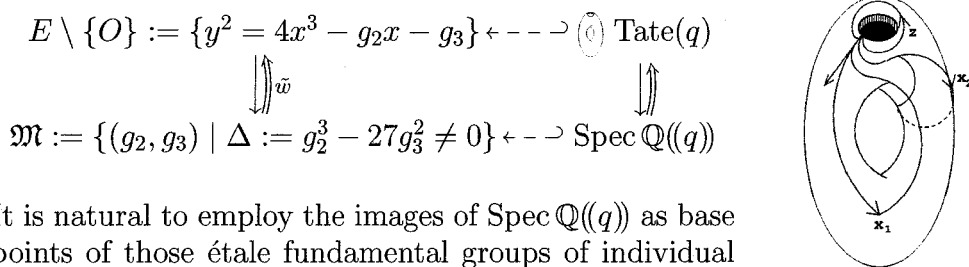 E \ {O} := {y² = 4x³ − g₂x − g₃} ⇠⊃ Tate(q)
w̃
𝔐 := {(g₂, g₃) | Δ := g₂³ − 27g₃² ≠ 0} ⇠⊃ Spec ℚ((q))
z
x₂
x₁
It is natural to employ the images of Spec ℚ((q)) as base
points of those étale fundamental groups of individual